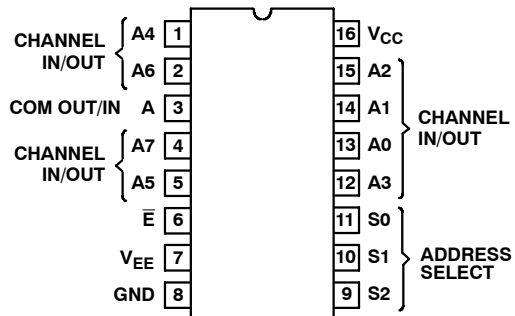 CHANNEL IN/OUT
A4 1
A6 2
COM OUT/IN A 3
CHANNEL IN/OUT
A7 4
A5 5
E̅ 6
VEE 7
GND 8
16 VCC
15 A2
14 A1
13 A0
12 A3
CHANNEL IN/OUT
11 S0
10 S1
9 S2
ADDRESS SELECT